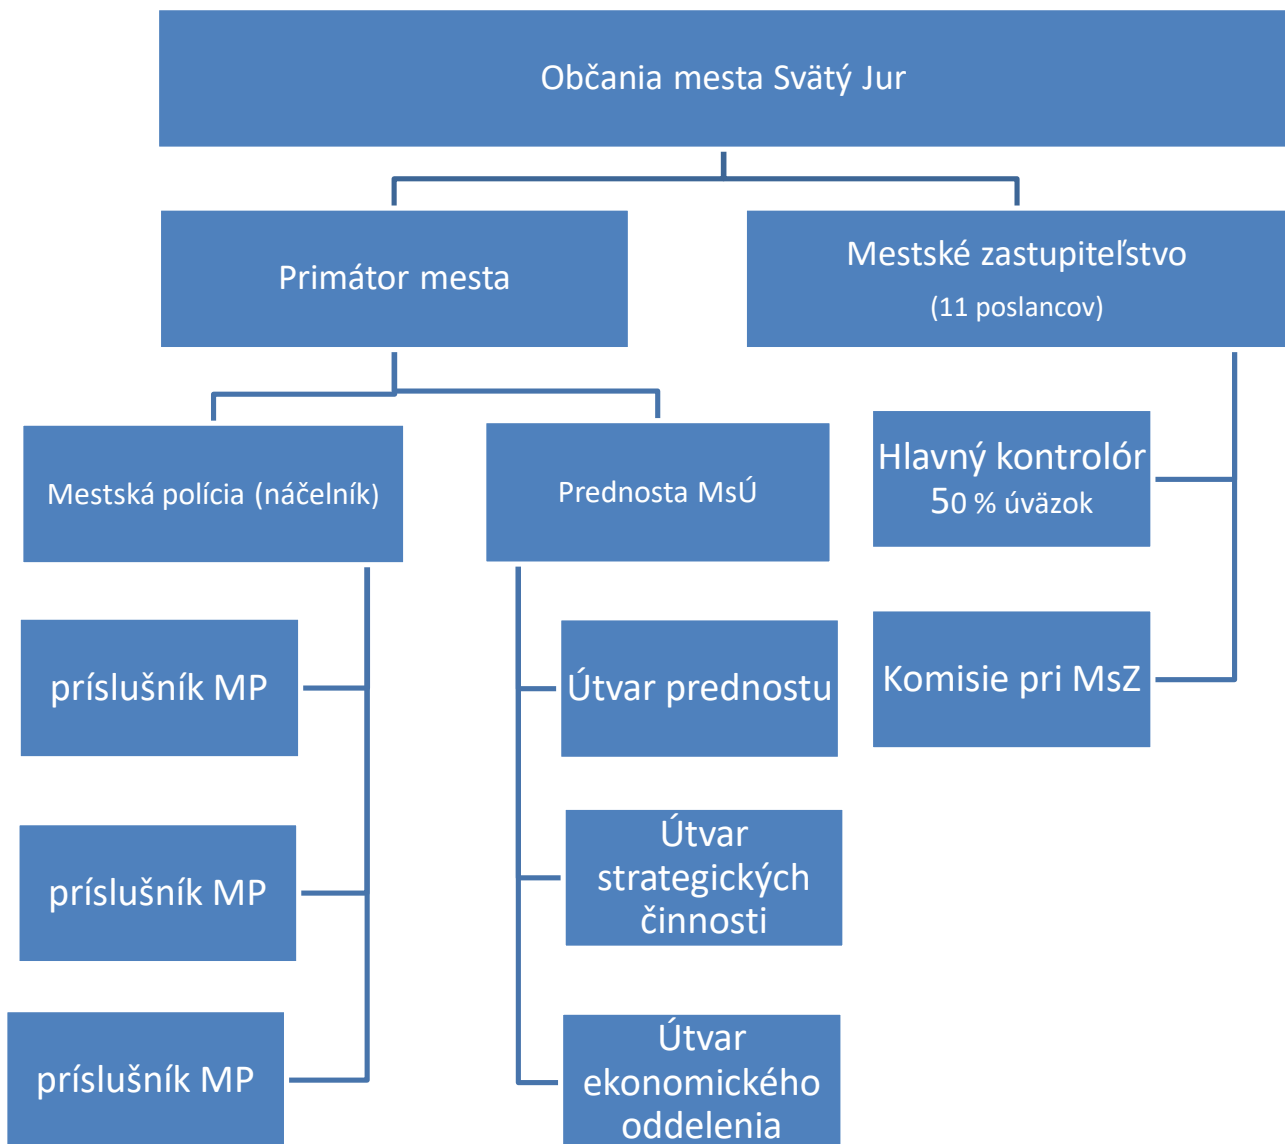 Občania mesta Svätý Jur
Primátor mesta
Mestské zastupiteľstvo
(11 poslancov)
Mestská polícia (náčelník)
Prednosta MsÚ
Hlavný kontrolór
50 % úväzok
príslušník MP
Útvar prednostu
Komisie pri MsZ
príslušník MP
Útvar
strategických
činnosti
príslušník MP
Útvar
ekonomického
oddelenia